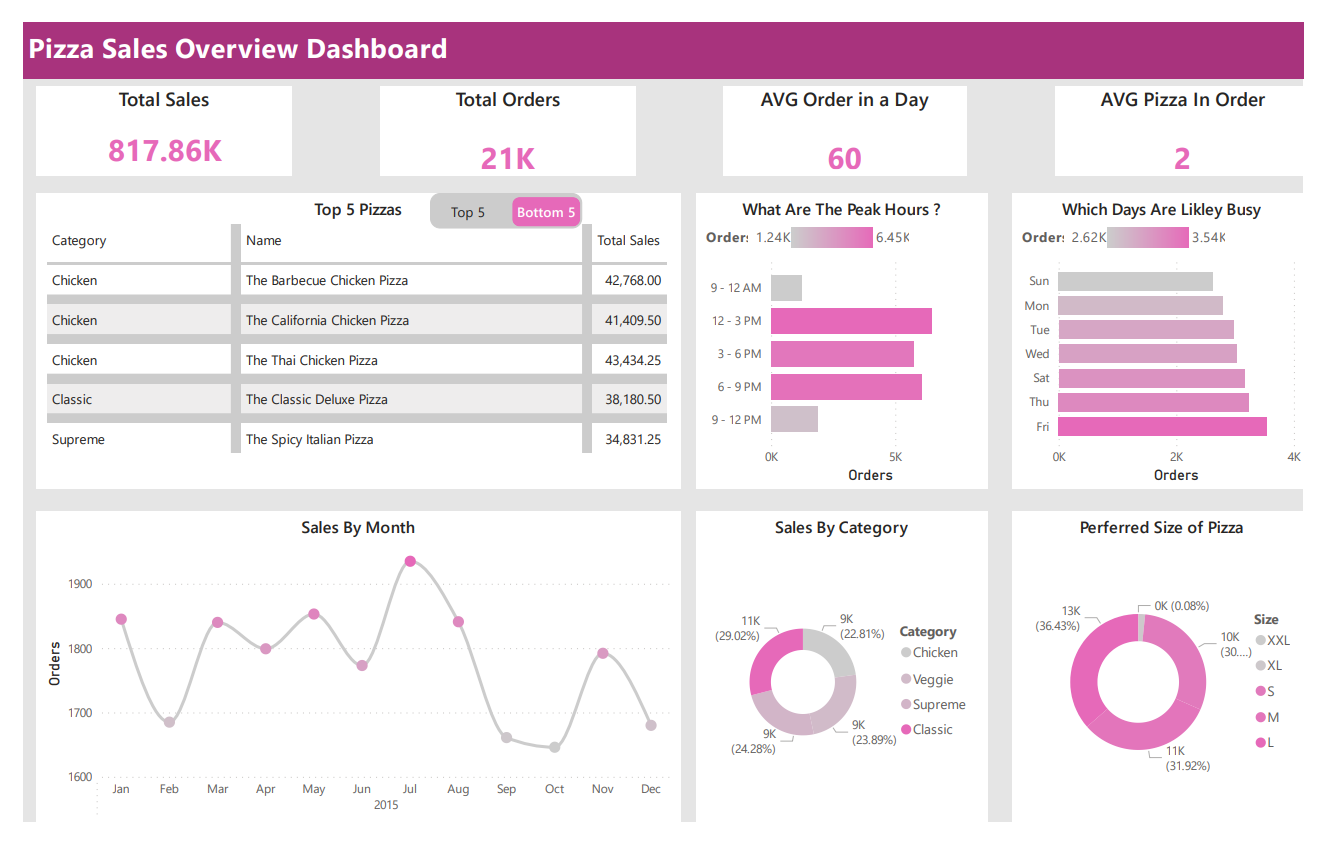 Pizza Sales Overview Dashboard
Total Sales
817.86K
Total Orders
21K
AVG Order in a Day
60
AVG Pizza In Order
2
Top 5 Pizzas
Top 5
Bottom 5
Category Name Total Sales
Chicken The Barbecue Chicken Pizza 42,768.00
Chicken The California Chicken Pizza 41,409.50
Chicken The Thai Chicken Pizza 43,434.25
Classic The Classic Deluxe Pizza 38,180.50
Supreme The Spicy Italian Pizza 34,831.25
What Are The Peak Hours ?
Orders 1.24K 6.45K
9 - 12 AM
12 - 3 PM
3 - 6 PM
6 - 9 PM
9 - 12 PM
0K 5K
Orders
Which Days Are Likley Busy
Orders 2.62K 3.54K
Sun
Mon
Tue
Wed
Sat
Thu
Fri
0K 2K 4K
Orders
Sales By Month
Orders
1900
1800
1700
1600
Jan Feb Mar Apr May Jun Jul Aug Sep Oct Nov Dec
2015
Sales By Category
11K
(29.02%)
9K
(22.81%)
9K
(24.28%)
9K
(23.89%)
Category
Chicken
Veggie
Supreme
Classic
Perferred Size of Pizza
13K
(36.43%)
0K (0.08%)
10K
(30....)
11K
(31.92%)
Size
XXL
XL
S
M
L